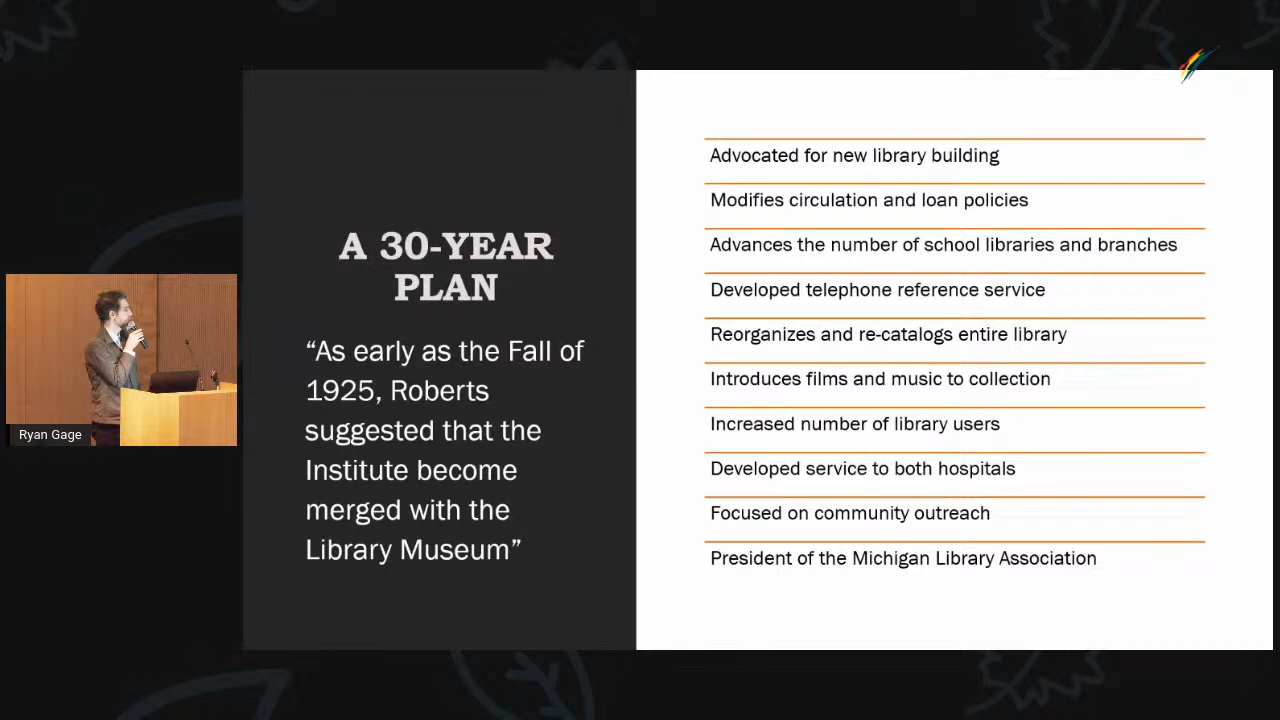 A 30-YEAR
PLAN
“As early as the Fall of
1925, Roberts
suggested that the
Institute become
merged with the
Library Museum”
Advocated for new library building
Modifies circulation and loan policies
Advances the number of school libraries and branches
Developed telephone reference service
Reorganizes and re-catalogs entire library
Introduces films and music to collection
Increased number of library users
Developed service to both hospitals
Focused on community outreach
President of the Michigan Library Association
Ryan Gage